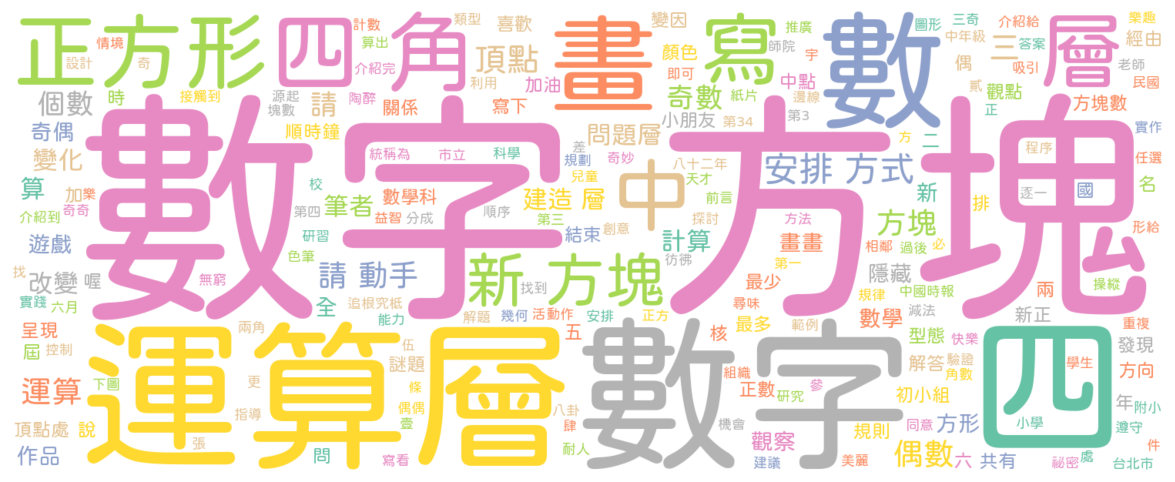 正方形 四角 畫 寫 數 三 層
情境 設計 奇 計數 算出 介紹完 類型 喜歡 變因 師院 推廣 宇 圖形 三奇 中年級 介紹給 答案 樂趣 經由
個數 時 接觸到 源起 塊數 請 陶醉 利用 頂點 加油 顏色 即可 奇數 紙片 中點 邊線 偶 吸引 老師 貳 觀點 民國
奇偶 順時鐘 關係 寫下 問題層 小朋友 第34 第3 正 方塊數
數字 方塊
變化 統稱為 市立 科學 差 規劃 奇妙 八十二年 天才 兒童 安排 方式 方 二 程序 實作 任選
算 加 樂 校 益智 數學科 分成 建造 層 中 前言 新 逐一 國 名
介紹到 奇奇 第四 筆者 順序 第三 創意 探討 方法 方塊 排 形給
遊戲 研習 色筆 結束 計算 畫畫 相鄰 過後 必
改變 喔 無窮 請 動手 新 方塊 找到 彷彿 第一 最少 隱藏 兩 操縱
找 實踐 六月 全 追根究柢 能力 解題 幾何 活動作 安排 正方 尋味 規律 中國時報 減法 新正
呈現 屆 控制 兩角 伍 五 核 最多 範例 數學 型態 快樂 重複 發現
運算層 數字 四
運算 下圖 更 謎題 組織 正數 研究 參 解答 驗證 角數 學生 方向
頂點處 說 指導 條 偶偶 壹 八卦 肆 機會 初小組 同意 方形 小學 年 附小 遵守
作品 張 問 寫看 耐人 觀察 建議 美麗 規則 偶數 六 共有 祕密 處 件 台北市